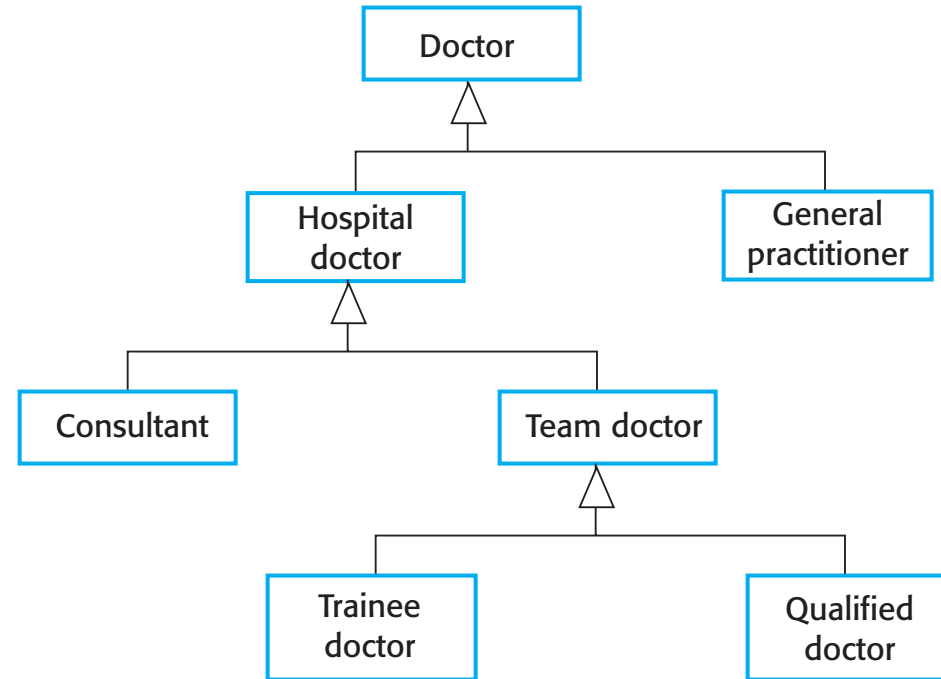 Doctor
Hospital
doctor
General
practitioner
Consultant
Team doctor
Trainee
doctor
Qualified
doctor